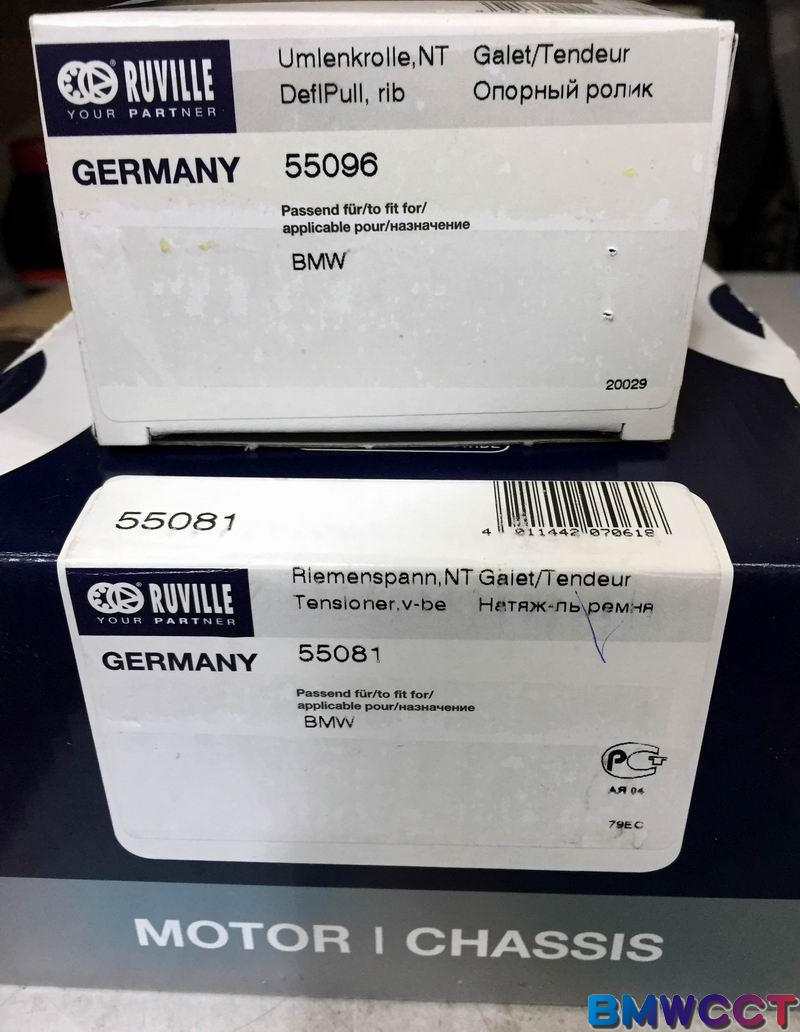 RUVILLE
YOUR PARTNER
Umlenkrolle,NT Galet/Tendeur
DeflPull, rib Опорный ролик
GERMANY 55096
Passend für/to fit for/
applicable pour/назначение
BMW
20029
55081
4 011442 070618
RUVILLE
YOUR PARTNER
Riemenspann,NT Galet/Tendeur
Tensioner,v-be Натяж-ль ремня
GERMANY 55081
Passend für/to fit for/
applicable pour/назначение
BMW
РСТ
АЯ 04
79EC
MOTOR | CHASSIS
BMWCCT